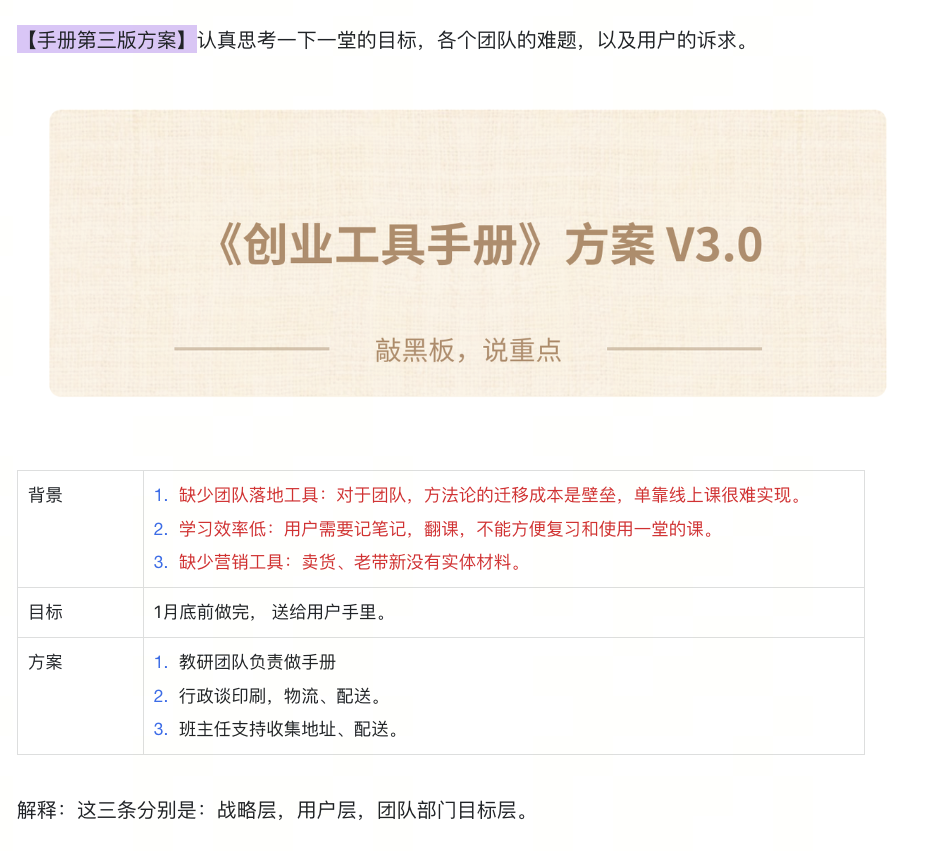 【手册第三版方案】认真思考一下一堂的目标，各个团队的难题，以及用户的诉求。
《创业工具手册》方案 V3.0
敲黑板，说重点
背景
1. 缺少团队落地工具：对于团队，方法论的迁移成本是壁垒，单靠线上课很难实现。
2. 学习效率低：用户需要记笔记，翻课，不能方便复习和使用一堂的课。
3. 缺少营销工具：卖货、老带新没有实体材料。
目标
1月底前做完， 送给用户手里。
方案
1. 教研团队负责做手册
2. 行政谈印刷，物流、配送。
3. 班主任支持收集地址、配送。
解释：这三条分别是：战略层，用户层，团队部门目标层。